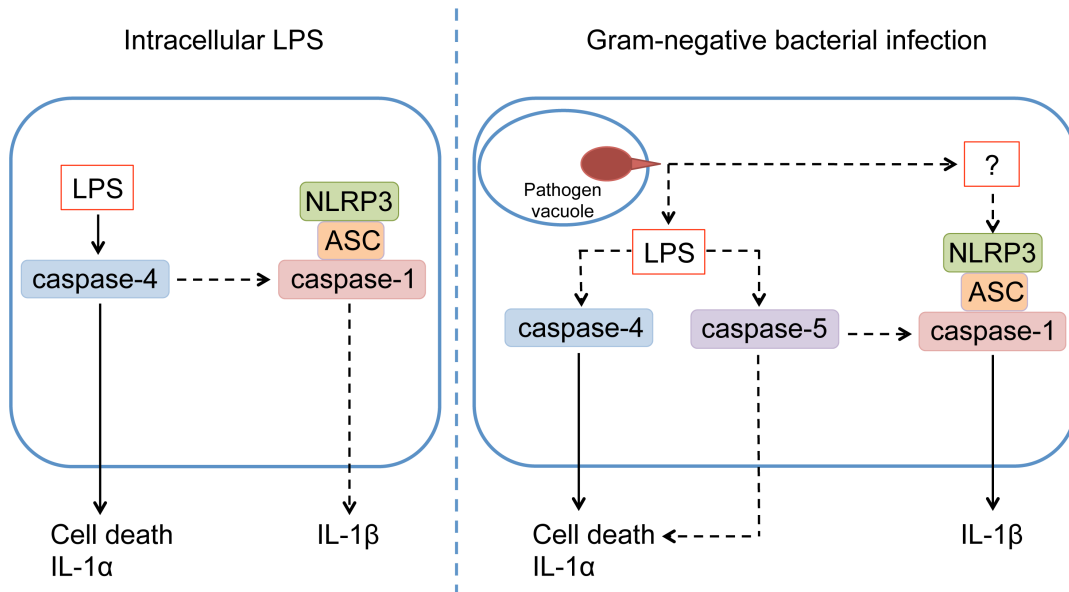 Intracellular LPS
LPS
caspase-4
NLRP3
ASC
caspase-1
Cell death
IL-1α
IL-1β
Gram-negative bacterial infection
Pathogen
vacuole
?
LPS
caspase-4
caspase-5
NLRP3
ASC
caspase-1
Cell death
IL-1α
IL-1β